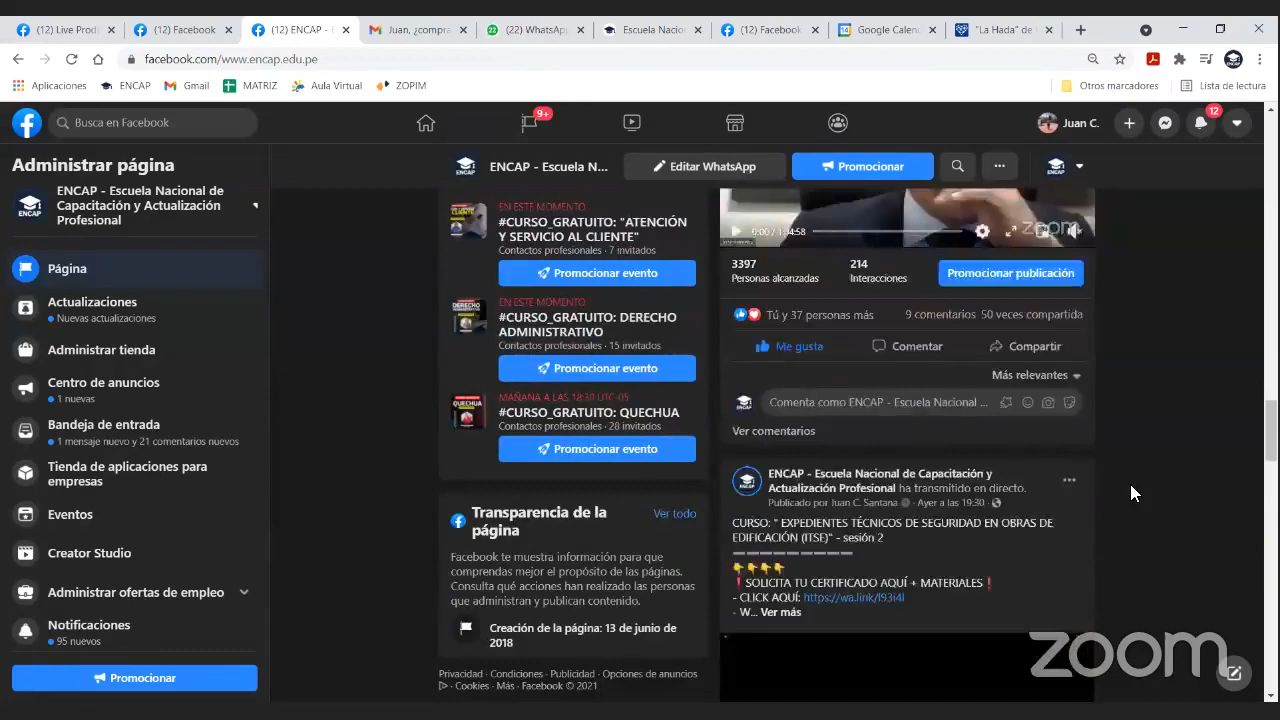 (12) Live Prod
(12) Facebook
(12) ENCAP - E
Juan, ¿compra
(22) WhatsApp
Escuela Nacio
(12) Facebook
Google Calen
"La Hada" de
facebook.com/www.encap.edu.pe
Aplicaciones
ENCAP
Gmail
MATRIZ
Aula Virtual
ZOPIM
Otros marcadores
Lista de lectura
Busca en Facebook
9+
Juan C.
12
Administrar página
ENCAP - Escuela Nacional de
Capacitación y Actualización
Profesional
Página
Actualizaciones
Nuevas actualizaciones
Administrar tienda
Centro de anuncios
1 nuevas
Bandeja de entrada
1 mensaje nuevo y 21 comentarios nuevos
Tienda de aplicaciones para
empresas
Eventos
Creator Studio
Administrar ofertas de empleo
Notificaciones
95 nuevos
Promocionar
ENCAP - Escuela N...
Editar WhatsApp
Promocionar
EN ESTE MOMENTO
#CURSO_GRATUITO: "ATENCIÓN
Y SERVICIO AL CLIENTE"
Contactos profesionales · 7 invitados
Promocionar evento
EN ESTE MOMENTO
#CURSO_GRATUITO: DERECHO
ADMINISTRATIVO
Contactos profesionales · 15 invitados
Promocionar evento
QUECHUA
MAÑANA A LAS 18:30 UTC-05
#CURSO_GRATUITO: QUECHUA
Contactos profesionales · 28 invitados
Promocionar evento
Transparencia de la
página
Ver todo
Facebook te muestra información para que
comprendas mejor el propósito de las páginas.
Consulta qué acciones han realizado las personas
que administran y publican contenido.
Creación de la página: 13 de junio de
2018
Privacidad · Condiciones · Publicidad · Opciones de anuncios
· Cookies · Más · Facebook © 2021
zoom
3397
Personas alcanzadas
214
Interacciones
Promocionar publicación
Tú y 37 personas más
9 comentarios 50 veces compartida
Me gusta
Comentar
Compartir
Más relevantes
Comenta como ENCAP - Escuela Nacional ...
Ver comentarios
ENCAP - Escuela Nacional de Capacitación y
Actualización Profesional ha transmitido en directo.
Publicado por Juan C. Santana · Ayer a las 19:30 ·
CURSO: " EXPEDIENTES TÉCNICOS DE SEGURIDAD EN OBRAS DE
EDIFICACIÓN (ITSE)" - sesión 2
➖➖➖➖➖➖➖➖➖
👇👇👇👇
❗SOLICITA TU CERTIFICADO AQUÍ + MATERIALES❗
- CLICK AQUÍ: https://wa.link/l93i4l
- W... Ver más
zoom